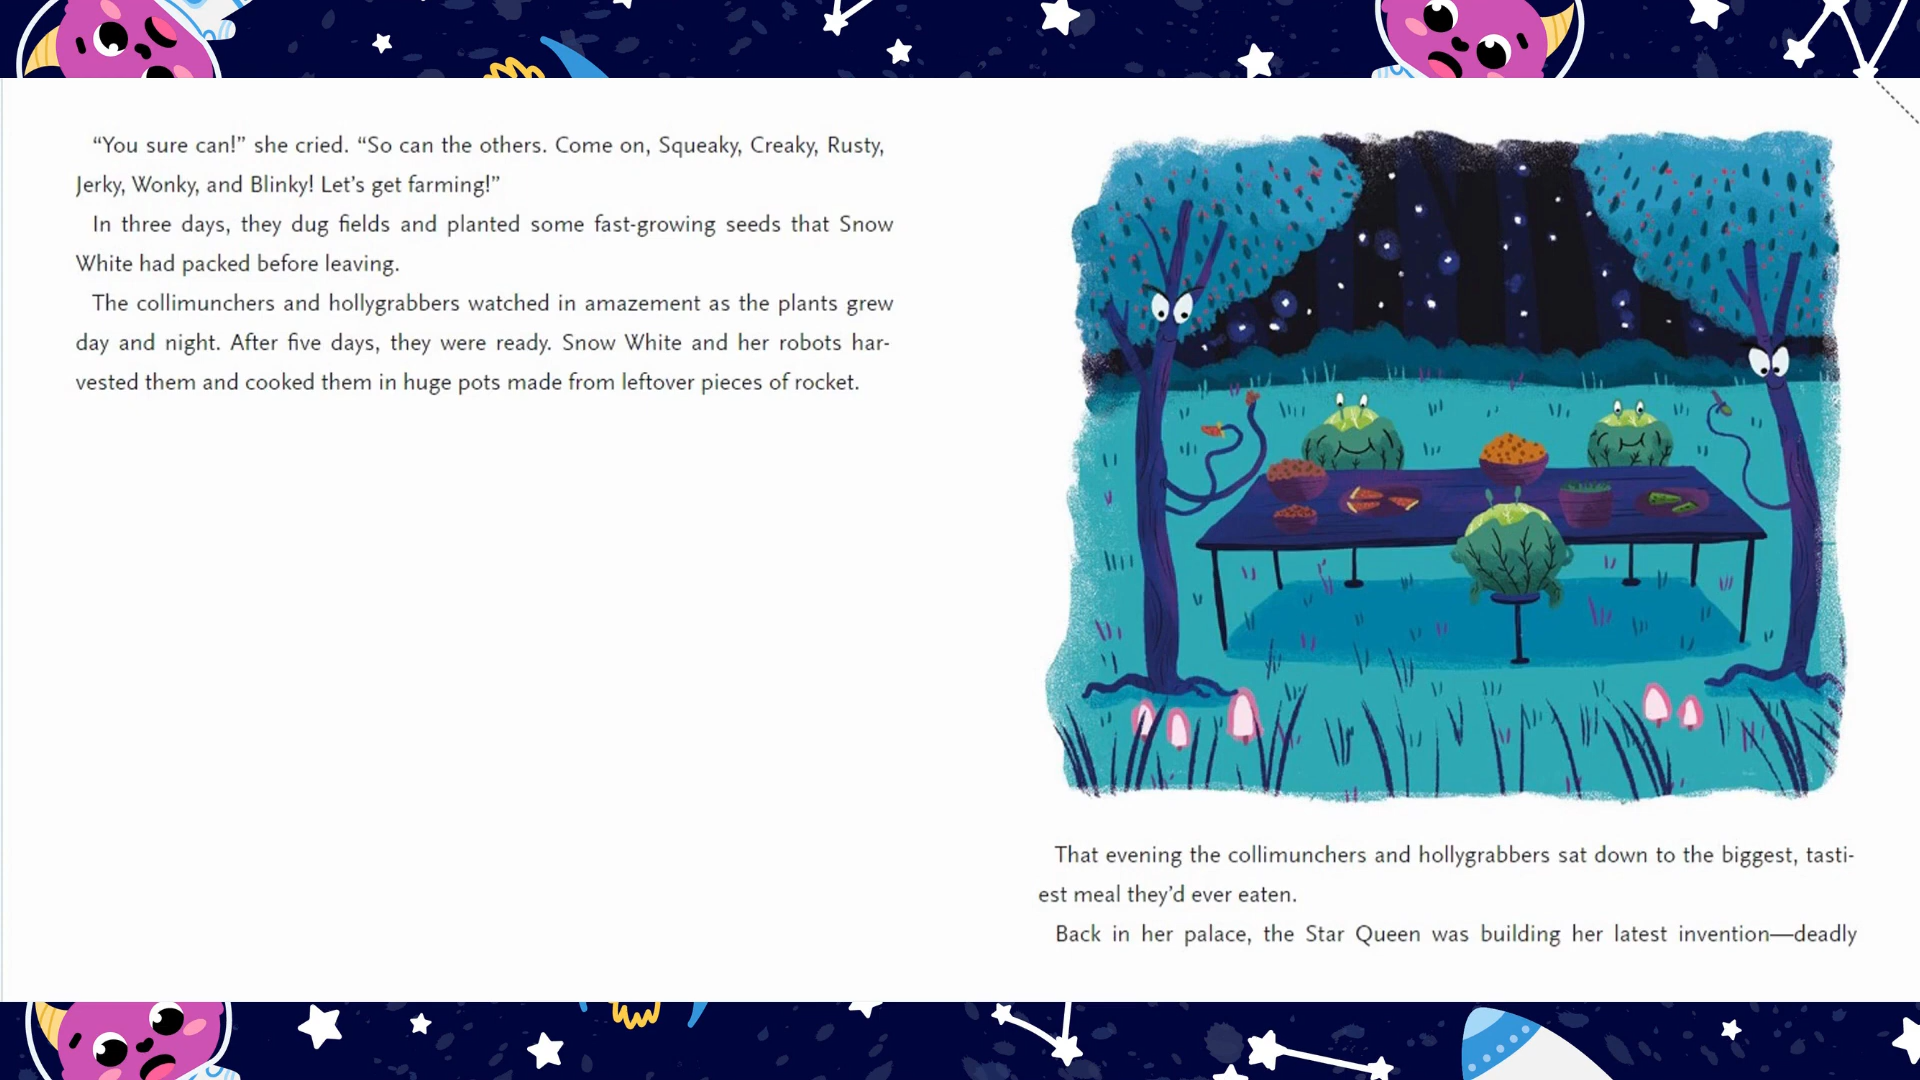 “You sure can!” she cried. “So can the others. Come on, Squeaky, Creaky, Rusty,
Jerky, Wonky, and Blinky! Let’s get farming!”
In three days, they dug fields and planted some fast-growing seeds that Snow
White had packed before leaving.
The collimunchers and hollygrabbers watched in amazement as the plants grew
day and night. After five days, they were ready. Snow White and her robots har-
vested them and cooked them in huge pots made from leftover pieces of rocket.
That evening the collimunchers and hollygrabbers sat down to the biggest, tasti-
est meal they’d ever eaten.
Back in her palace, the Star Queen was building her latest invention—deadly